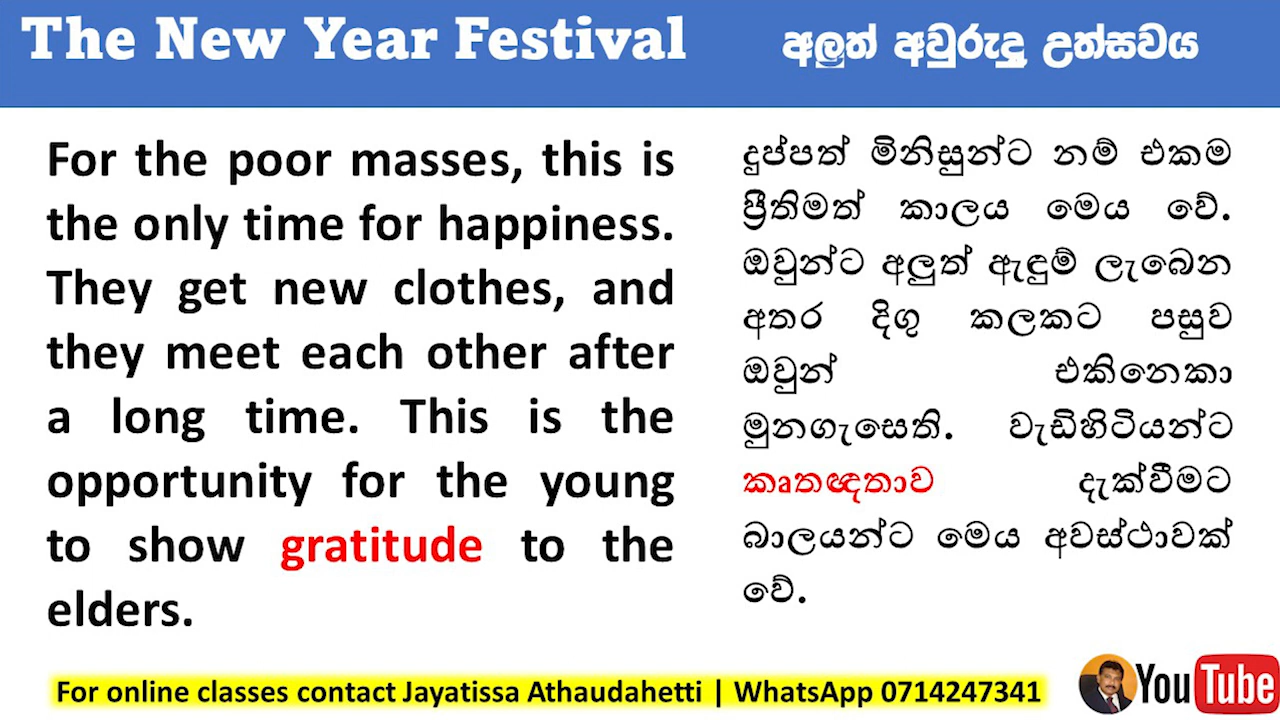 The New Year Festival
අලුත් අවුරුදු උත්සවය
For the poor masses, this is
the only time for happiness.
They get new clothes, and
they meet each other after
a long time. This is the
opportunity for the young
to show gratitude to the
elders.
දුප්පත් මිනිසුන්ට නම් එකම
ප්‍රීතිමත් කාලය මෙය වේ.
ඔවුන්ට අලුත් ඇඳුම් ලැබෙන
අතර දිගු කලකට පසුව
ඔවුන් එකිනෙකා
මුනගැසෙති. වැඩිහිටියන්ට
කෘතඥතාව දැක්වීමට
බාලයන්ට මෙය අවස්ථාවක්
වේ.
For online classes contact Jayatissa Athaudahetti | WhatsApp 0714247341
YouTube